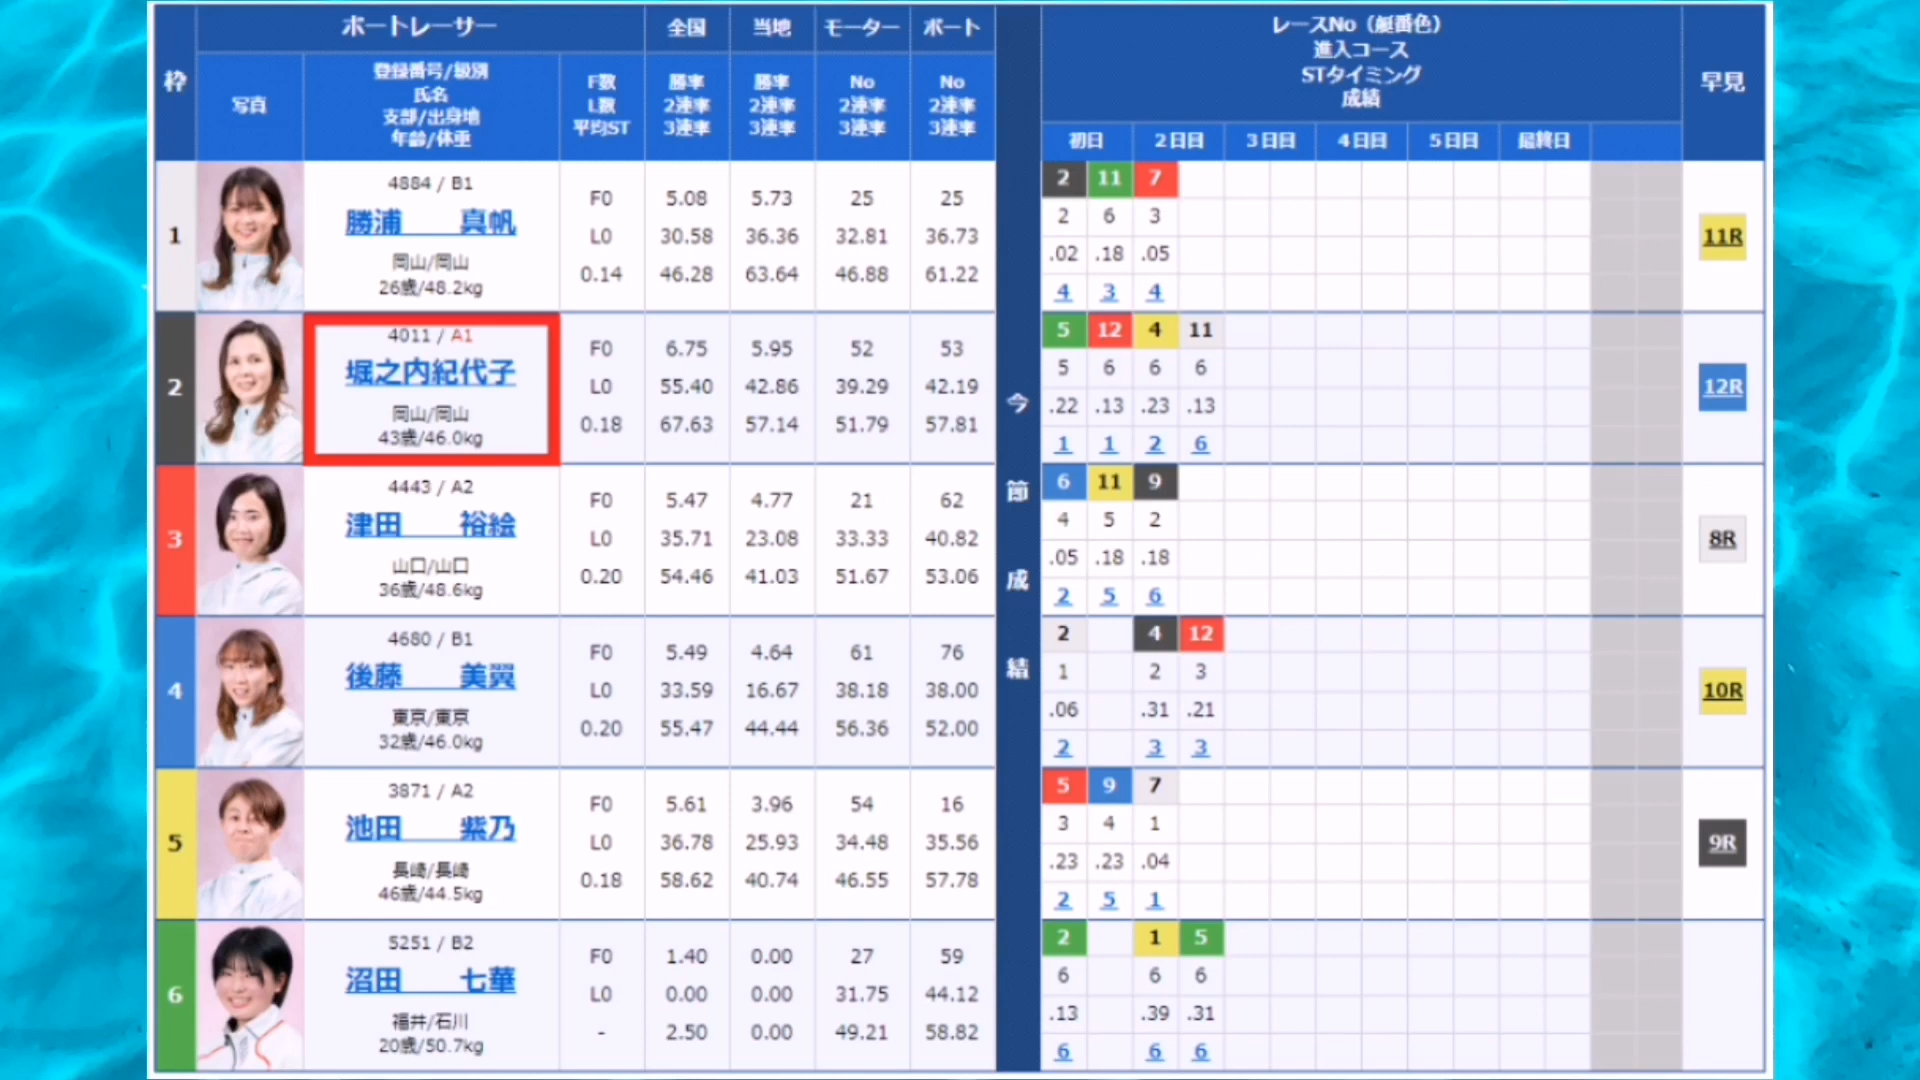 枠
ボートレーサー
全国
当地
モーター
ボート
写真
登録番号/級別
氏名
支部/出身地
年齢/体重
F数
L数
平均ST
勝率
2連率
3連率
勝率
2連率
3連率
No
2連率
3連率
No
2連率
3連率
レースNo（艇番色）
進入コース
STタイミング
成績
早見
初日 2日目 3日目 4日目 5日目 最終日
今節成績
1
4884 / B1
勝浦 真帆
岡山/岡山
26歳/48.2kg
F0
L0
0.14
5.08
30.58
46.28
5.73
36.36
63.64
25
32.81
46.88
25
36.73
61.22
2 11 7
2 6 3
.02 .18 .05
4 3 4
11R
2
4011 / A1
堀之内紀代子
岡山/岡山
43歳/46.0kg
F0
L0
0.18
6.75
55.40
67.63
5.95
42.86
57.14
52
39.29
51.79
53
42.19
57.81
5 12 4 11
5 6 6 6
.22 .13 .23 .13
1 1 2 6
12R
3
4443 / A2
津田 裕絵
山口/山口
36歳/48.6kg
F0
L0
0.20
5.47
35.71
54.46
4.77
23.08
41.03
21
33.33
51.67
62
40.82
53.06
6 11 9
4 5 2
.05 .18 .18
2 5 6
8R
4
4680 / B1
後藤 美翼
東京/東京
32歳/46.0kg
F0
L0
0.20
5.49
33.59
55.47
4.64
16.67
44.44
61
38.18
56.36
76
38.00
52.00
2 4 12
1 2 3
.06 .31 .21
2 3 3
10R
5
3871 / A2
池田 紫乃
長崎/長崎
46歳/44.5kg
F0
L0
0.18
5.61
36.78
58.62
3.96
25.93
40.74
54
34.48
46.55
16
35.56
57.78
5 9 7
3 4 1
.23 .23 .04
2 5 1
9R
6
5251 / B2
沼田 七華
福井/石川
20歳/50.7kg
F0
L0
-
1.40
0.00
2.50
0.00
0.00
0.00
27
31.75
49.21
59
44.12
58.82
2 1 5
6 6 6
.13 .39 .31
6 6 6